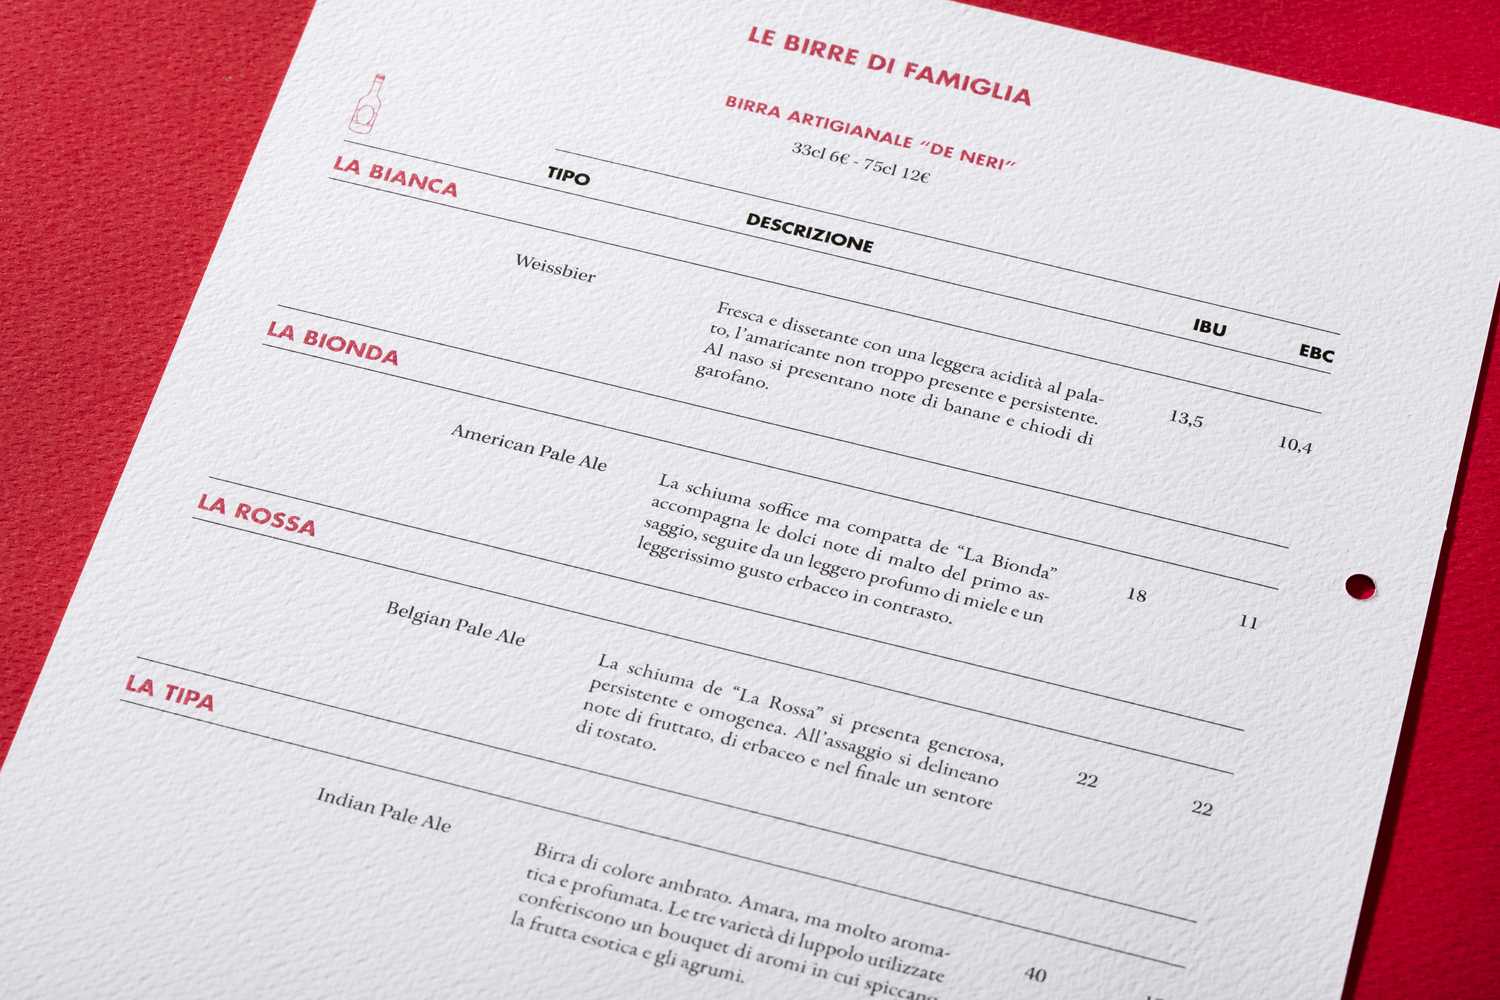 LE BIRRE DI FAMIGLIA
BIRRA ARTIGIANALE “DE NERI”
33cl 6€ - 75cl 12€
LA BIANCA
TIPO
DESCRIZIONE
IBU
EBC
Weissbier
Fresca e dissetante con una leggera acidità al pala-
to, l’amaricante non troppo presente e persistente.
Al naso si presentano note di banane e chiodi di
garofano.
13,5
10,4
LA BIONDA
American Pale Ale
La schiuma soffice ma compatta de “La Bionda”
accompagna le dolci note di malto del primo as-
saggio, seguite da un leggero profumo di miele e un
leggerissimo gusto erbaceo in contrasto.
18
11
LA ROSSA
Belgian Pale Ale
La schiuma de “La Rossa” si presenta generosa,
persistente e omogenea. All’assaggio si delineano
note di fruttato, di erbaceo e nel finale un sentore
di tostato.
22
22
LA TIPA
Indian Pale Ale
Birra di colore ambrato. Amara, ma molto aroma-
tica e profumata. Le tre varietà di luppolo utilizzate
conferiscono un bouquet di aromi in cui spiccano
la frutta esotica e gli agrumi.
40